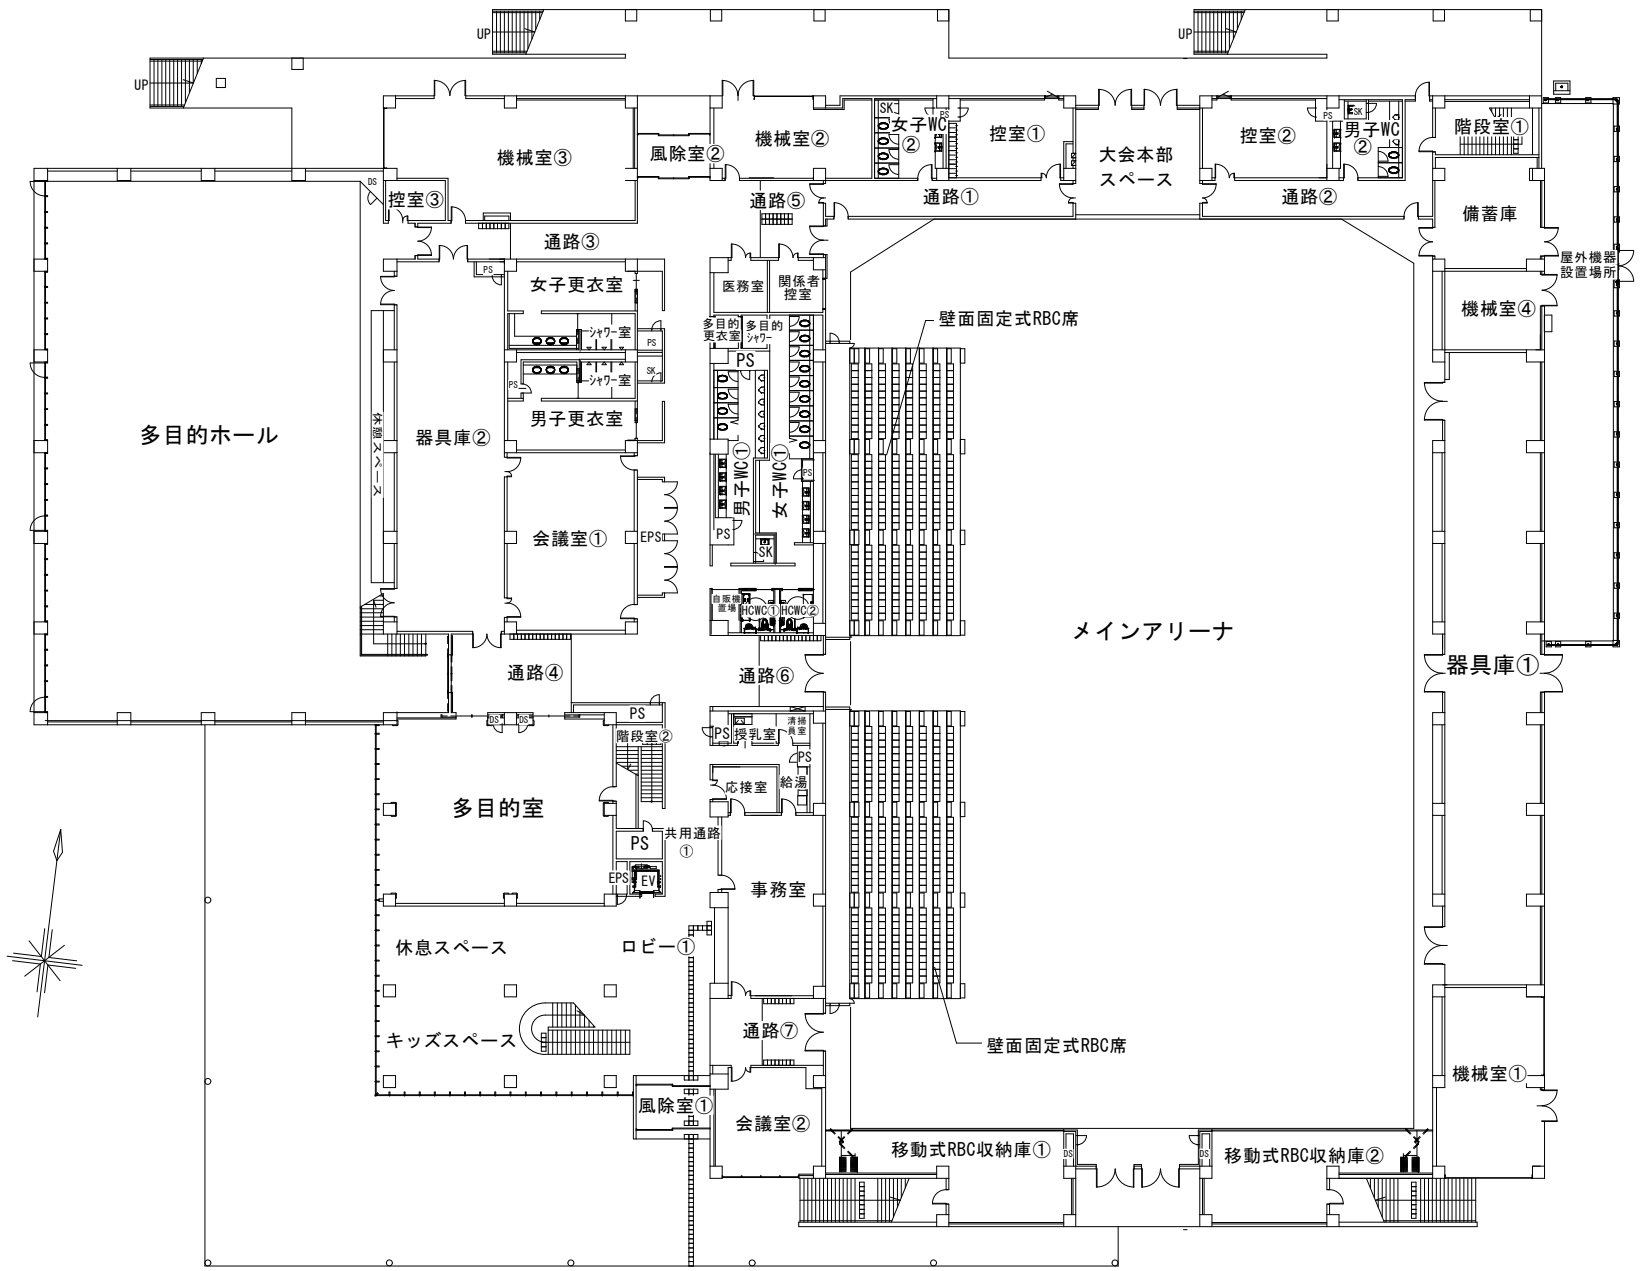 UP
UP
UP
機械室③
風除室②
機械室②
SK
女子WC
②
PS
控室①
大会本部
スペース
控室②
PS
SK
男子WC
②
階段室①
DS
控室③
通路⑤
通路①
通路②
備蓄庫
通路③
屋外機器
設置場所
PS
女子更衣室
医務室
関係者
控室
機械室④
シャワー室
PS
多目的
更衣室
多目的
シャワー
壁面固定式RBC席
PS
シャワー室
SK
PS
男子更衣室
多目的ホール
休憩スペース
器具庫②
男子WC①
女子WC①
PS
会議室①
EPS
PS
SK
自販機
置場
HCWC①
HCWC②
メインアリーナ
通路④
通路⑥
器具庫①
DS
DS
PS
階段室②
PS
授乳室
清掃
員室
PS
応接室
給湯
多目的室
共用通路
①
PS
EPS
EV
事務室
休息スペース
ロビー①
キッズスペース
通路⑦
壁面固定式RBC席
風除室①
会議室②
機械室①
移動式RBC収納庫①
DS
DS
移動式RBC収納庫②